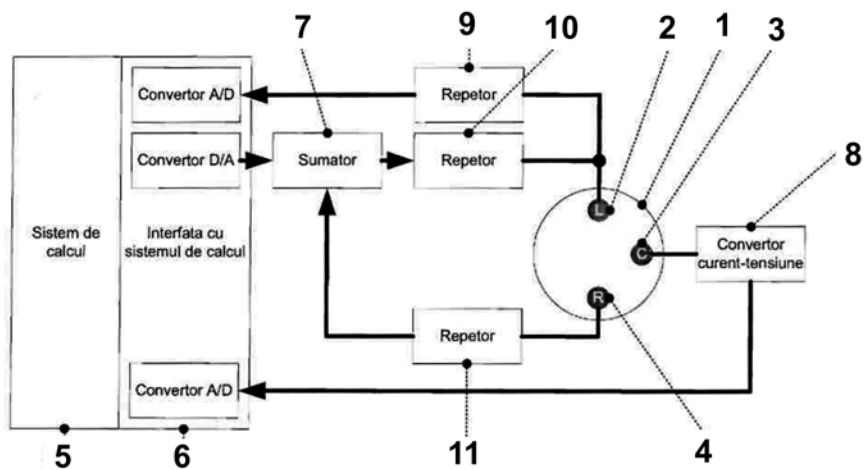 7
9
10
2
1
3
Convertor A/D
Repetor
Convertor D/A
Sumator
Repetor
8
L
Sistem de
calcul
Interfata cu
sistemul de calcul
C
Convertor
curent-tensiune
R
Repetor
Convertor A/D
5
6
11
4